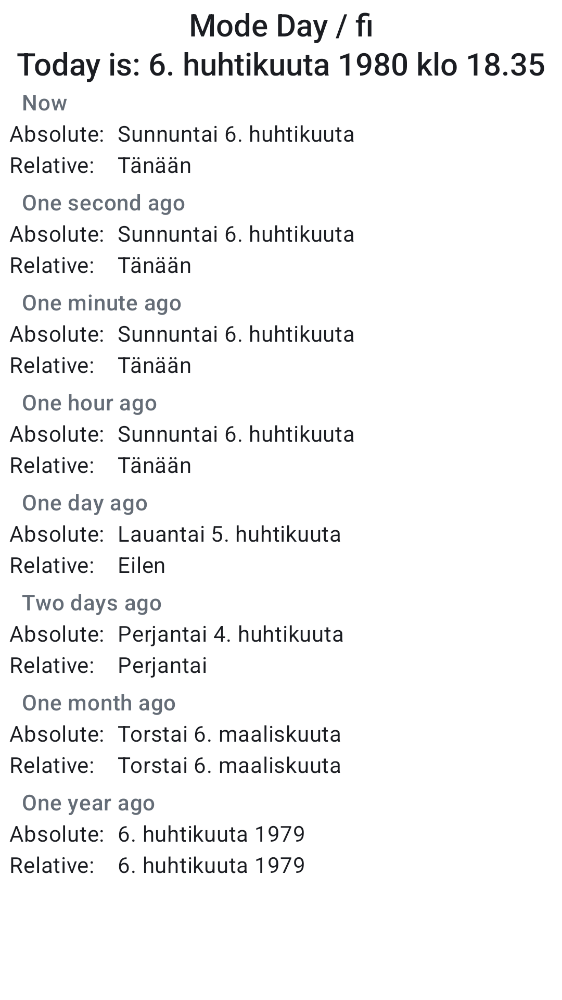 Mode Day / fi
Today is: 6. huhtikuuta 1980 klo 18.35
Now
Absolute: Sunnuntai 6. huhtikuuta
Relative: Tänään
One second ago
Absolute: Sunnuntai 6. huhtikuuta
Relative: Tänään
One minute ago
Absolute: Sunnuntai 6. huhtikuuta
Relative: Tänään
One hour ago
Absolute: Sunnuntai 6. huhtikuuta
Relative: Tänään
One day ago
Absolute: Lauantai 5. huhtikuuta
Relative: Eilen
Two days ago
Absolute: Perjantai 4. huhtikuuta
Relative: Perjantai
One month ago
Absolute: Torstai 6. maaliskuuta
Relative: Torstai 6. maaliskuuta
One year ago
Absolute: 6. huhtikuuta 1979
Relative: 6. huhtikuuta 1979